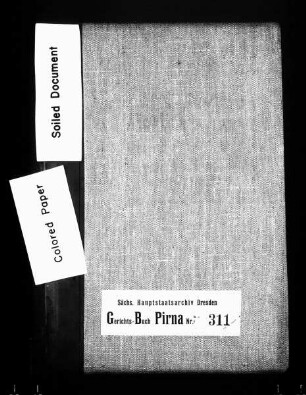 Soiled Document
Colored Paper
Sächs. Hauptstaatsarchiv Dresden
Gerichts-Buch Pirna Nr. 311